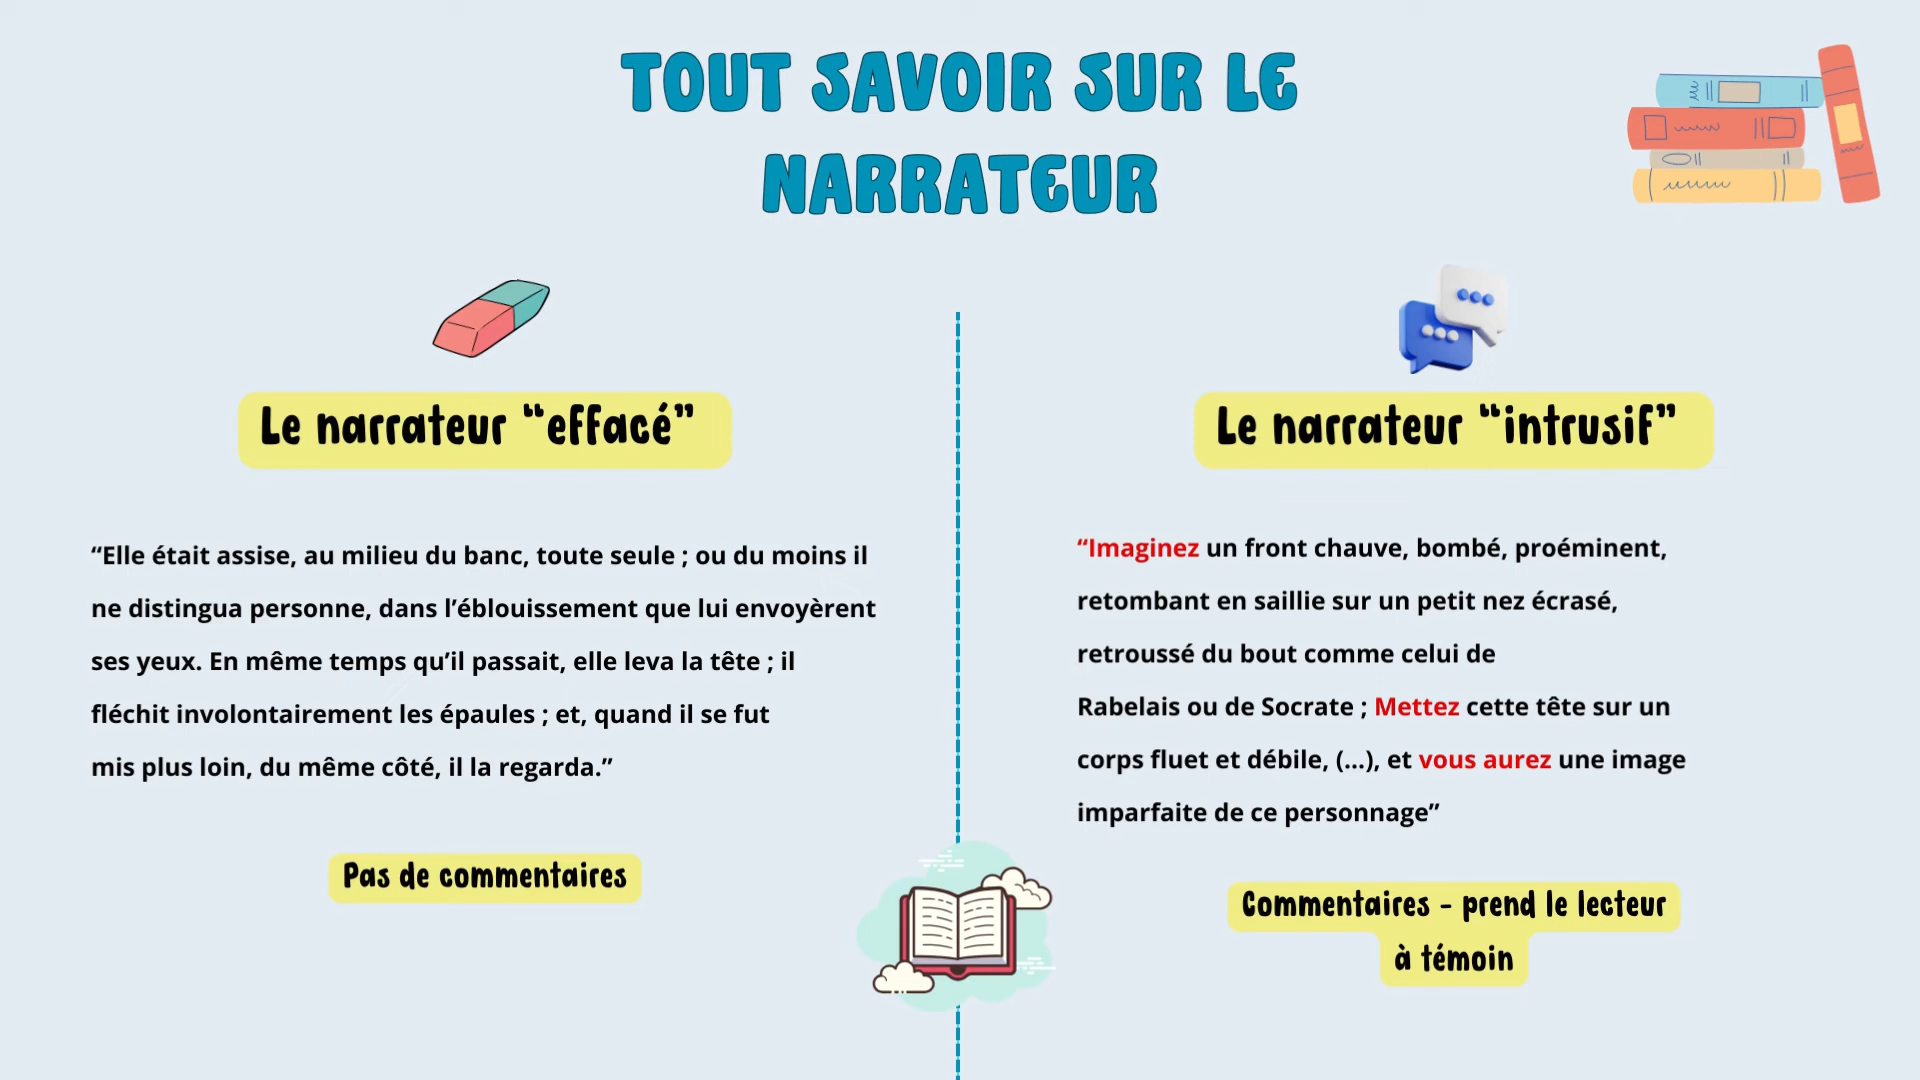 TOUT SAVOIR SUR LE
NARRATEUR
Le narrateur “effacé”
“Elle était assise, au milieu du banc, toute seule ; ou du moins il
ne distingua personne, dans l’éblouissement que lui envoyèrent
ses yeux. En même temps qu’il passait, elle leva la tête ; il
fléchit involontairement les épaules ; et, quand il se fut
mis plus loin, du même côté, il la regarda.”
Pas de commentaires
Le narrateur “intrusif”
“Imaginez un front chauve, bombé, proéminent,
retombant en saillie sur un petit nez écrasé,
retroussé du bout comme celui de
Rabelais ou de Socrate ; Mettez cette tête sur un
corps fluet et débile, (...), et vous aurez une image
imparfaite de ce personnage”
Commentaires - prend le lecteur
à témoin